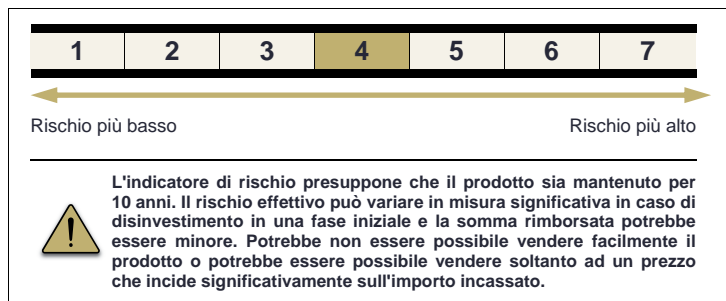 1 2 3 4 5 6 7
Rischio più basso Rischio più alto
L'indicatore di rischio presuppone che il prodotto sia mantenuto per
10 anni. Il rischio effettivo può variare in misura significativa in caso di
disinvestimento in una fase iniziale e la somma rimborsata potrebbe
essere minore. Potrebbe non essere possibile vendere facilmente il
prodotto o potrebbe essere possibile vendere soltanto ad un prezzo
che incide significativamente sull'importo incassato.